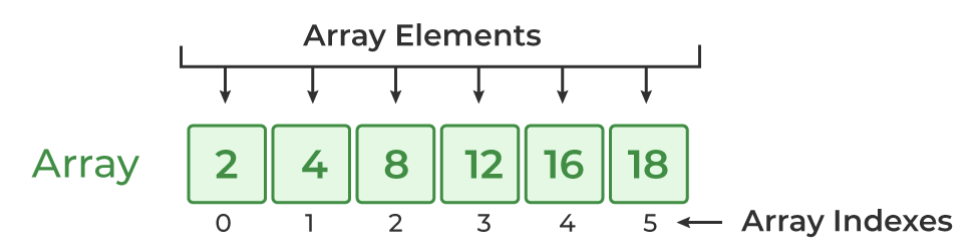 Array Elements
Array 2 4 8 12 16 18
0 1 2 3 4 5 Array Indexes